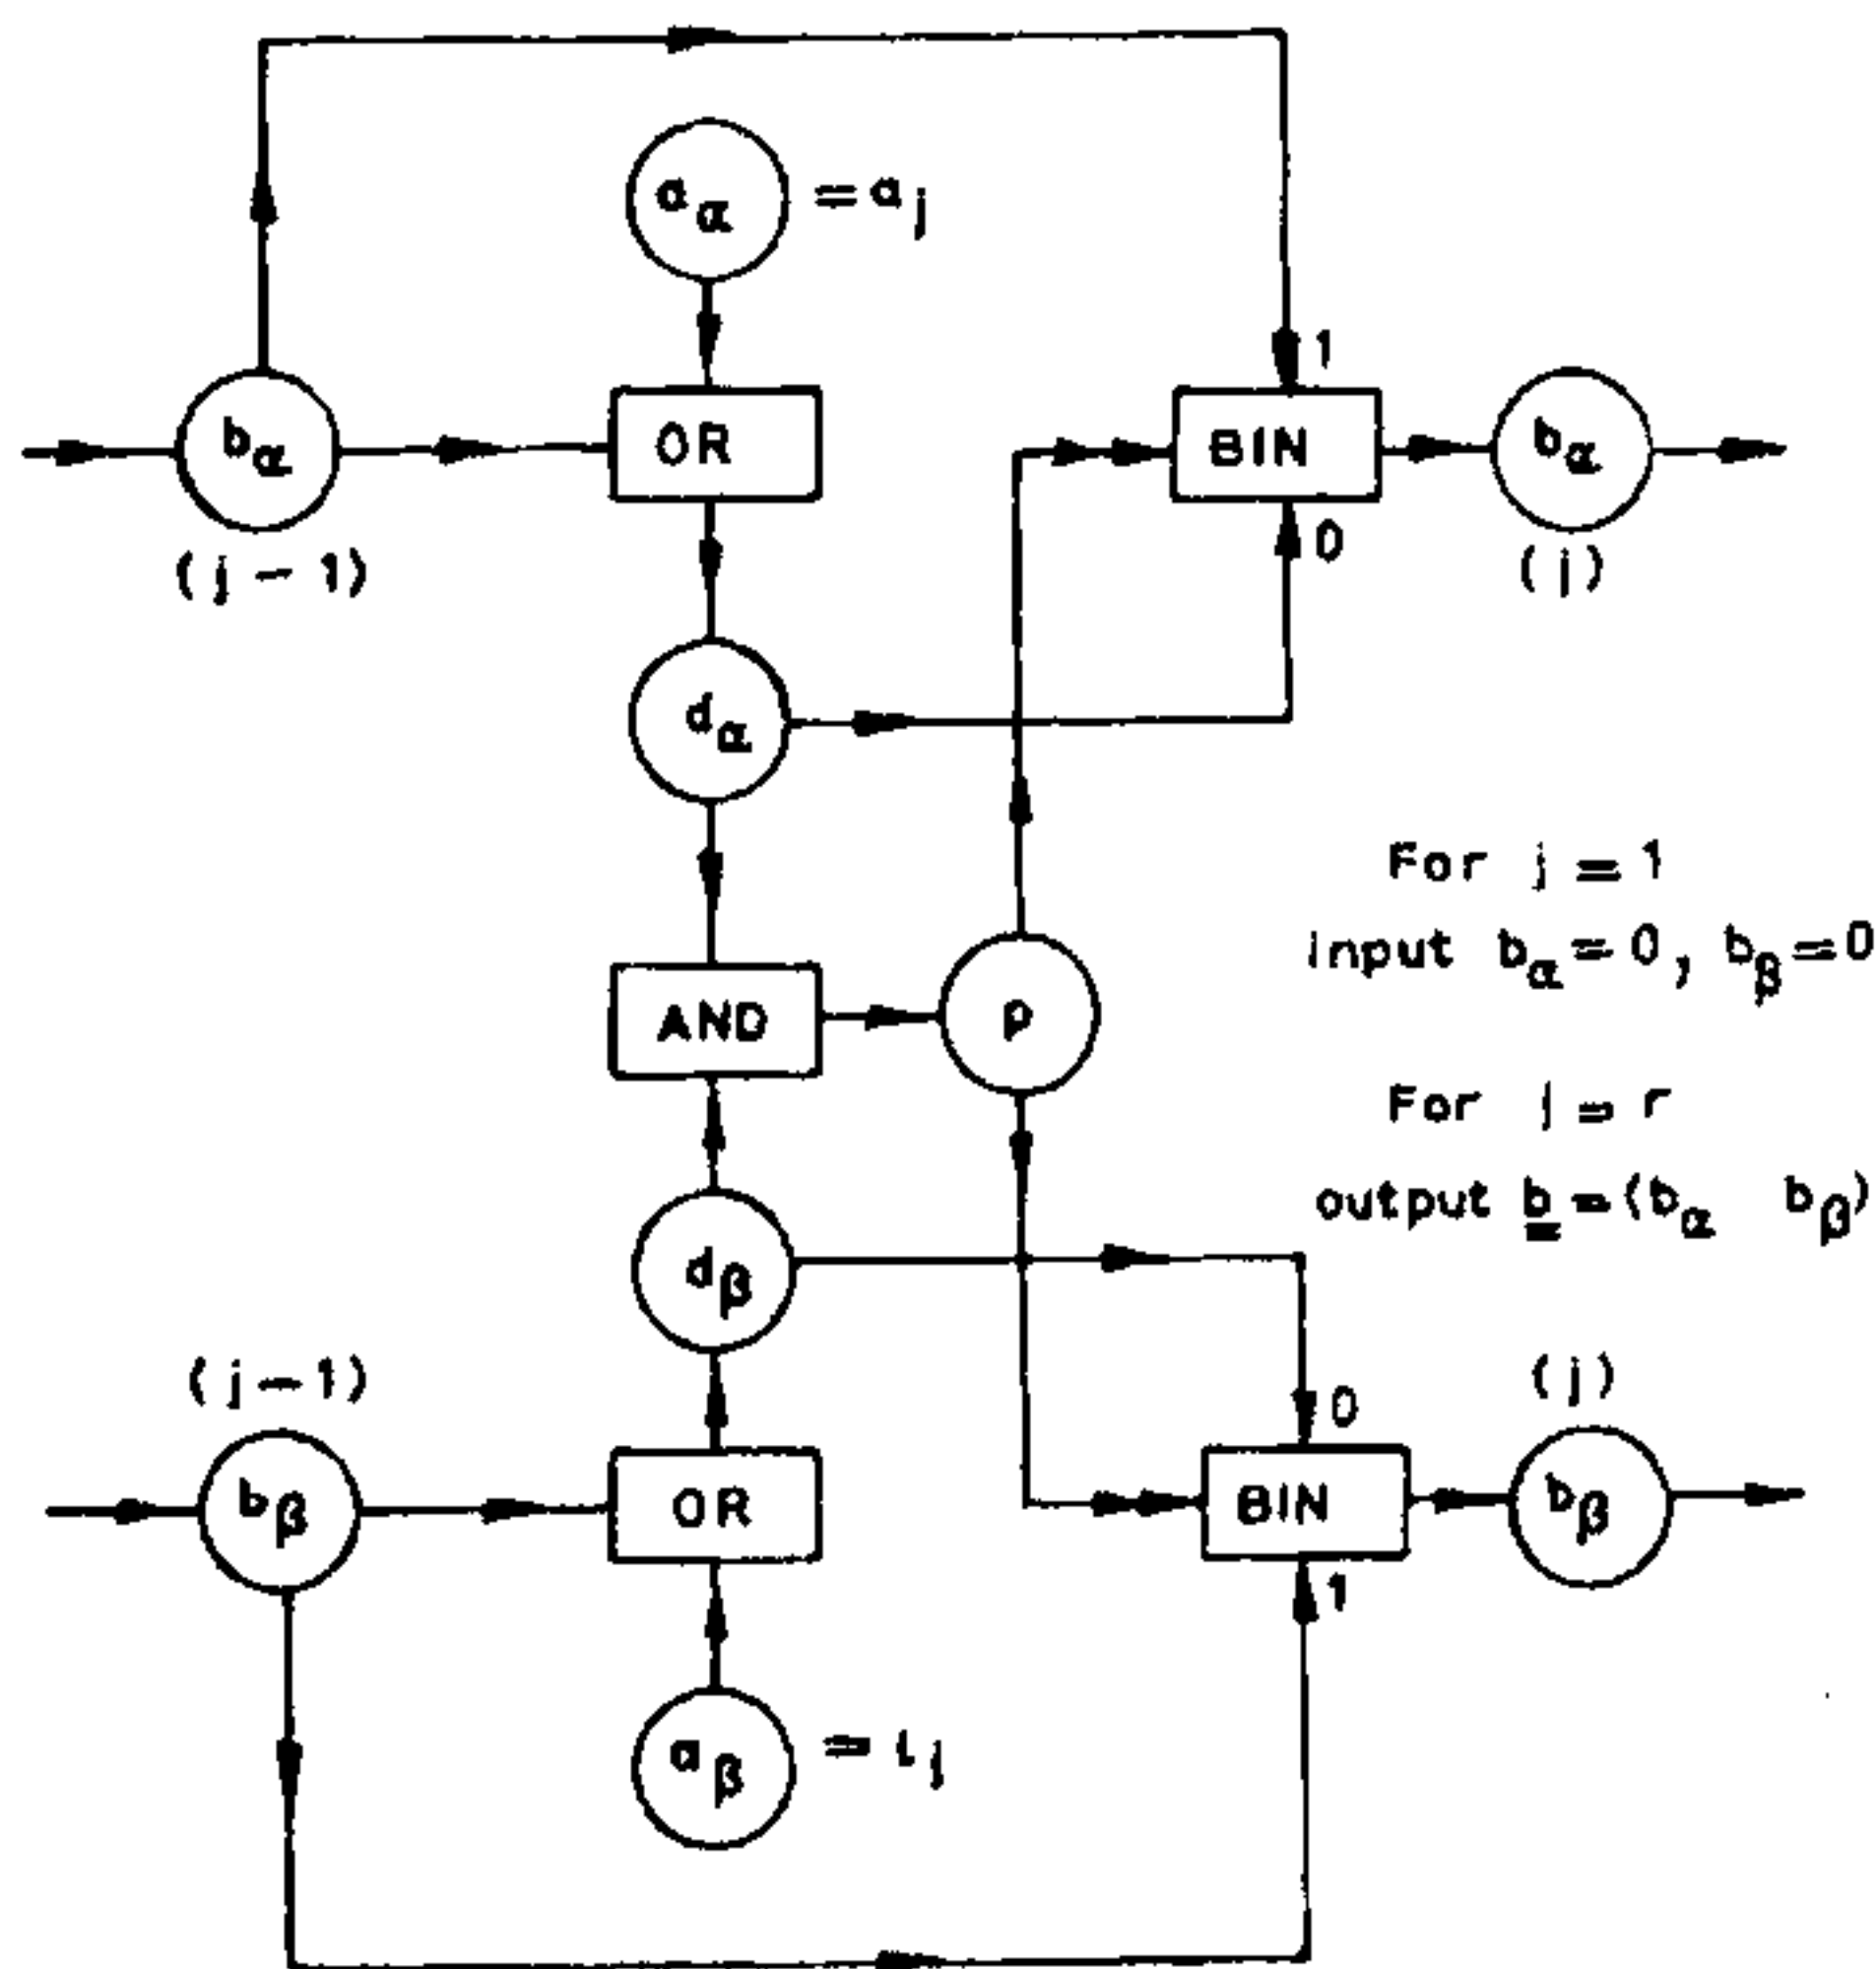 aα = aj
1
bα
OR
BIN
bα
(j-1)
0
(j)
dα
For j = 1
input bα = 0, bβ = 0
AND
p
For j = r
output b = (bα bβ)
dβ
(j-1)
0
(j)
bβ
OR
BIN
bβ
1
aβ = ιj